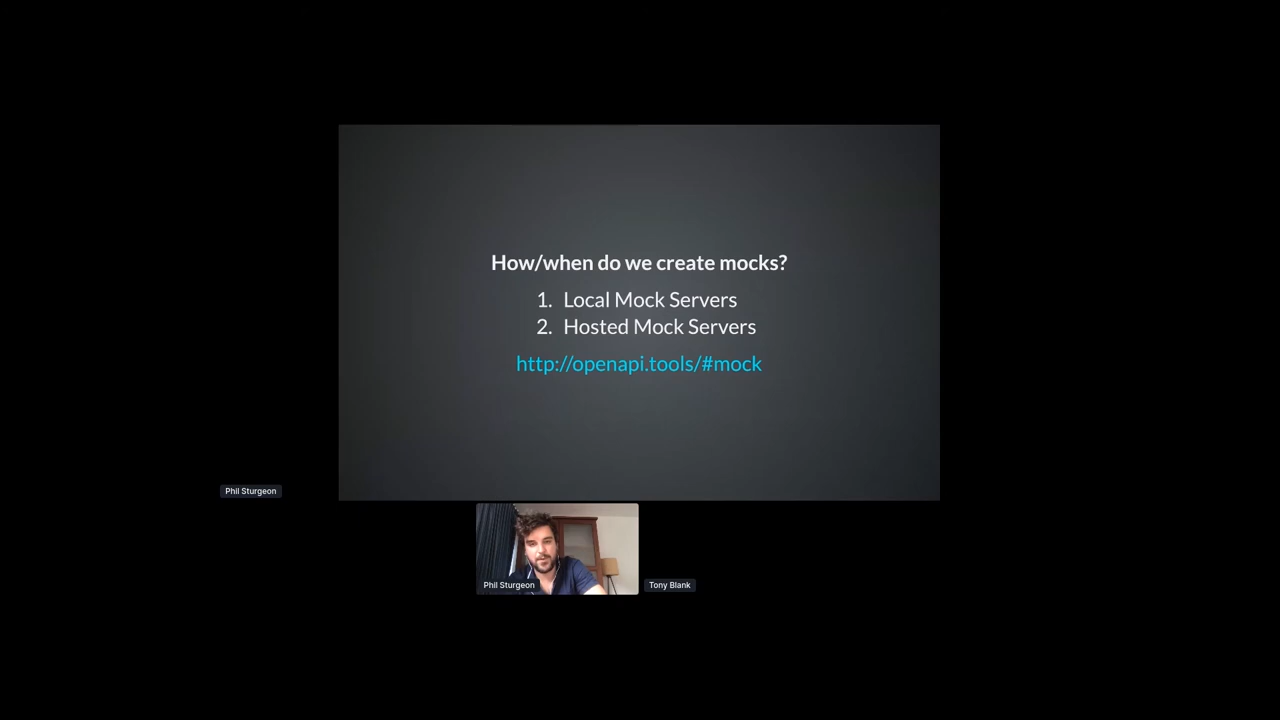 How/when do we create mocks?
1. Local Mock Servers
2. Hosted Mock Servers
http://openapi.tools/#mock
Phil Sturgeon
Phil Sturgeon
Tony Blank